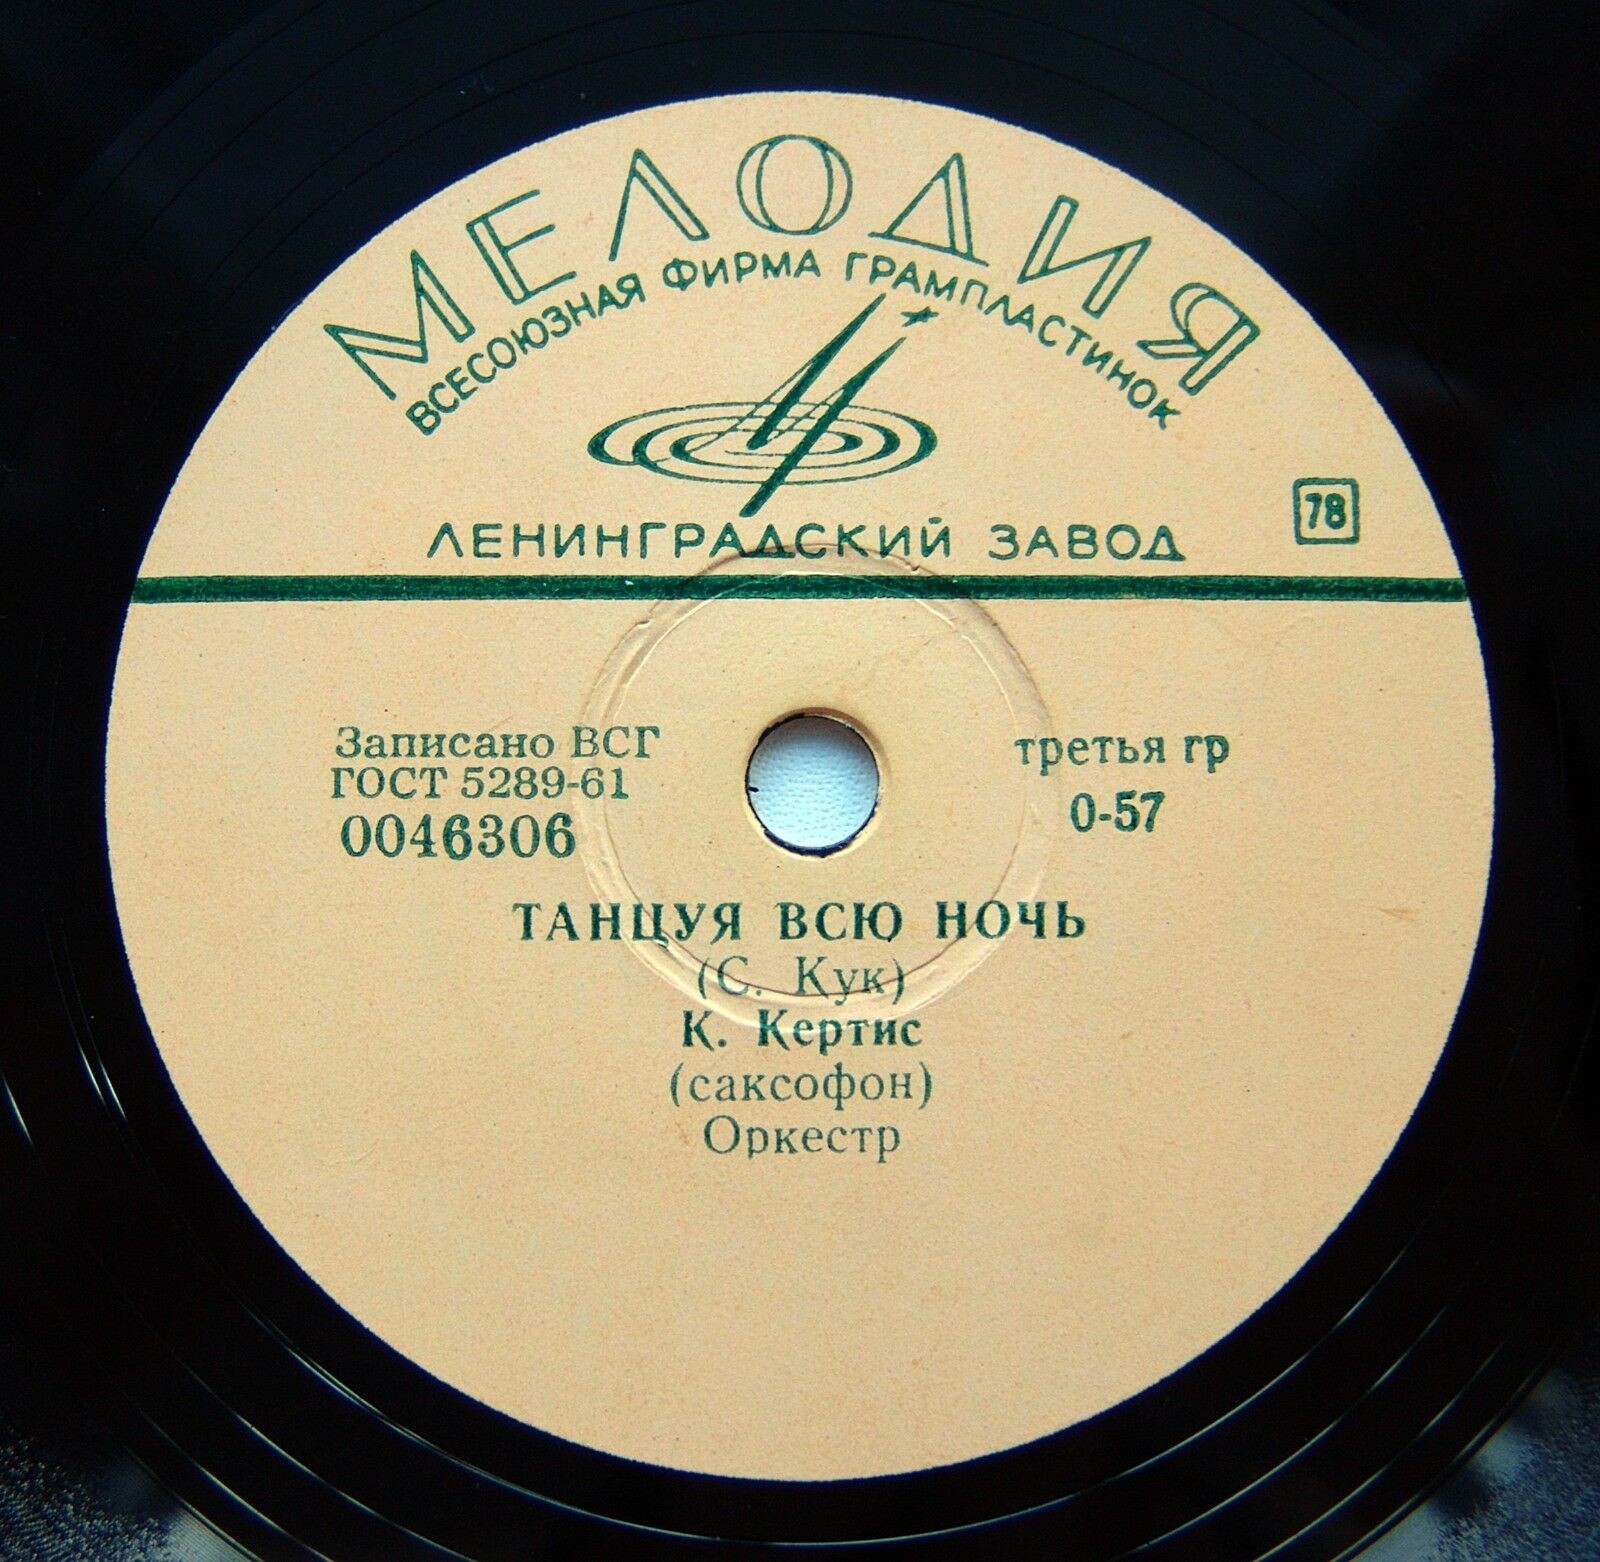 МЕЛОДИЯ
ВСЕСОЮЗНАЯ ФИРМА ГРАМПЛАСТИНОК
ЛЕНИНГРАДСКИЙ ЗАВОД
78
Записано ВСГ
ГОСТ 5289-61
0046306
третья гр
0-57
ТАНЦУЯ ВСЮ НОЧЬ
(С. Кук)
К. Кертис
(саксофон)
Оркестр